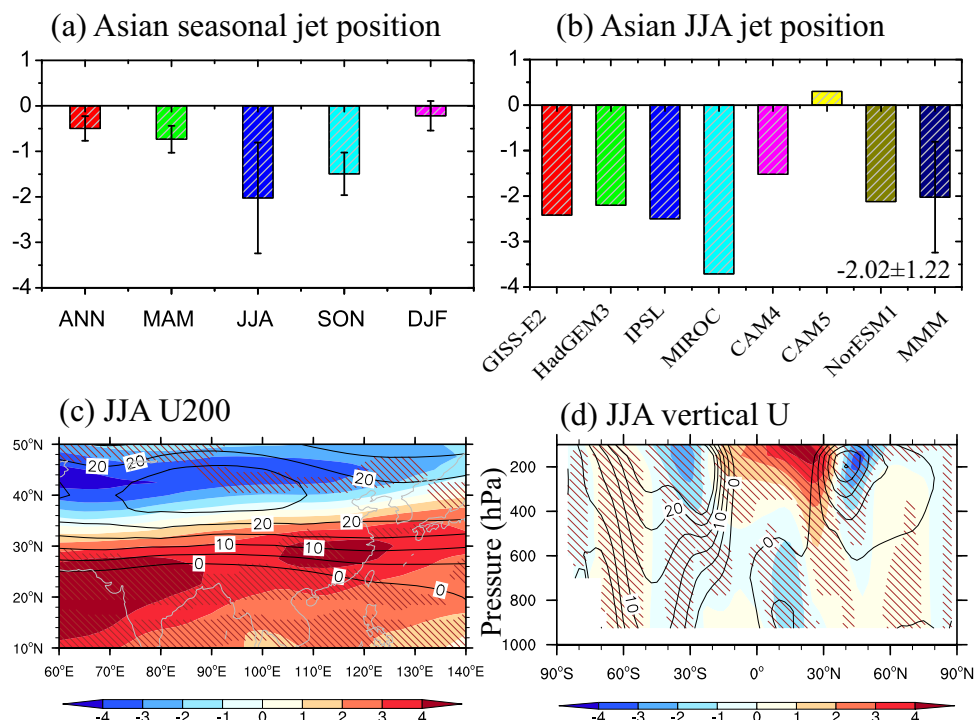 (a) Asian seasonal jet position
1
0
-1
-2
-3
-4
ANN MAM JJA SON DJF
(b) Asian JJA jet position
1
0
-1
-2
-3
-4
-2.02±1.22
GISS-E2 HadGEM3 IPSL MIROC CAM4 CAM5 NorESM1 MMM
(c) JJA U200
50°N
40°N
30°N
20°N
10°N
20 20 20
20 20
10 10
0 0 0
60°E 70°E 80°E 90°E 100°E 110°E 120°E 130°E 140°E
-4 -3 -2 -1 0 1 2 3 4
(d) JJA vertical U
Pressure (hPa)
200
400
600
800
1000
0
20 10
0
10
90°S 60°S 30°S 0° 30°N 60°N 90°N
-4 -3 -2 -1 0 1 2 3 4